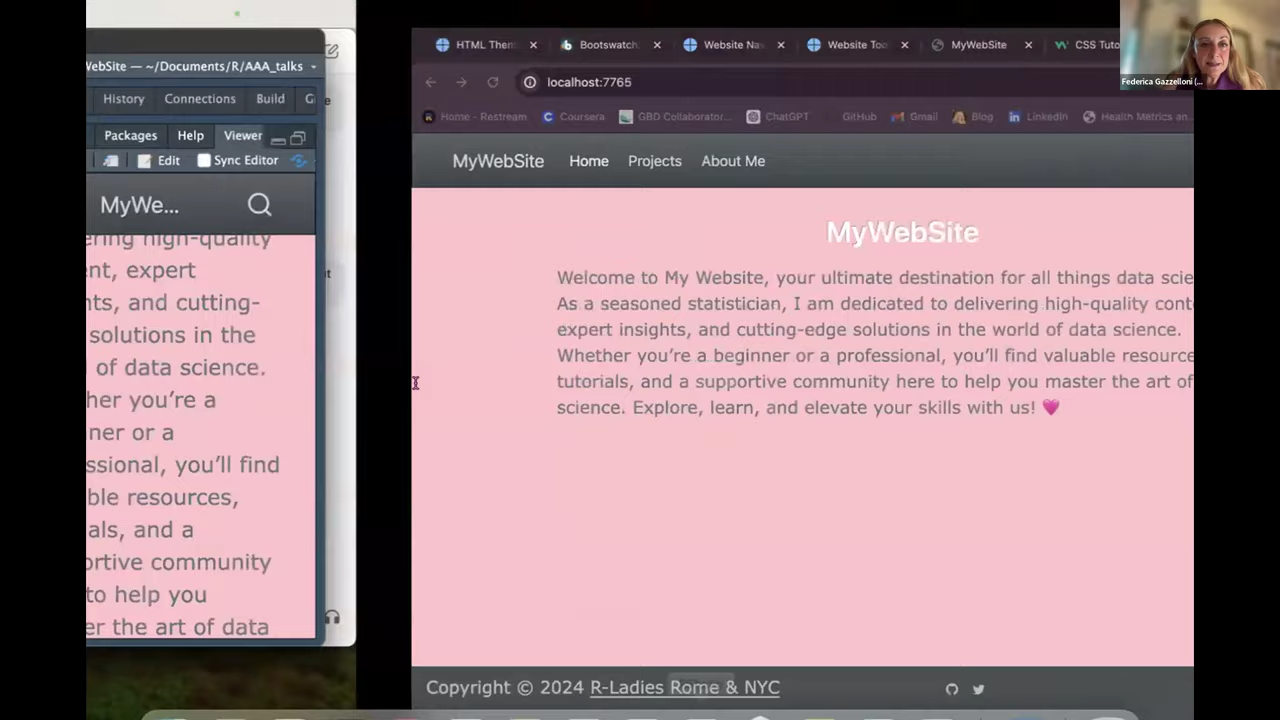 WebSite — ~/Documents/R/AAA_talks
History Connections Build
Packages Help Viewer
Edit Sync Editor
MyWe...
ering high-quality
ent, expert
nts, and cutting-
solutions in the
of data science.
her you're a
nner or a
ssional, you'll find
ble resources,
als, and a
ortive community
to help you
er the art of data
HTML Them Bootswatch Website Nav Website Too MyWebSite CSS Tuto
localhost:7765
Home - Restream Coursera GBD Collaborator... ChatGPT GitHub Gmail Blog LinkedIn Health Metrics an
MyWebSite Home Projects About Me
MyWebSite
Welcome to My Website, your ultimate destination for all things data scie
As a seasoned statistician, I am dedicated to delivering high-quality cont
expert insights, and cutting-edge solutions in the world of data science.
Whether you're a beginner or a professional, you'll find valuable resource
tutorials, and a supportive community here to help you master the art of
science. Explore, learn, and elevate your skills with us! 💗
Copyright © 2024 R-Ladies Rome & NYC
Federica Gazzelloni (...